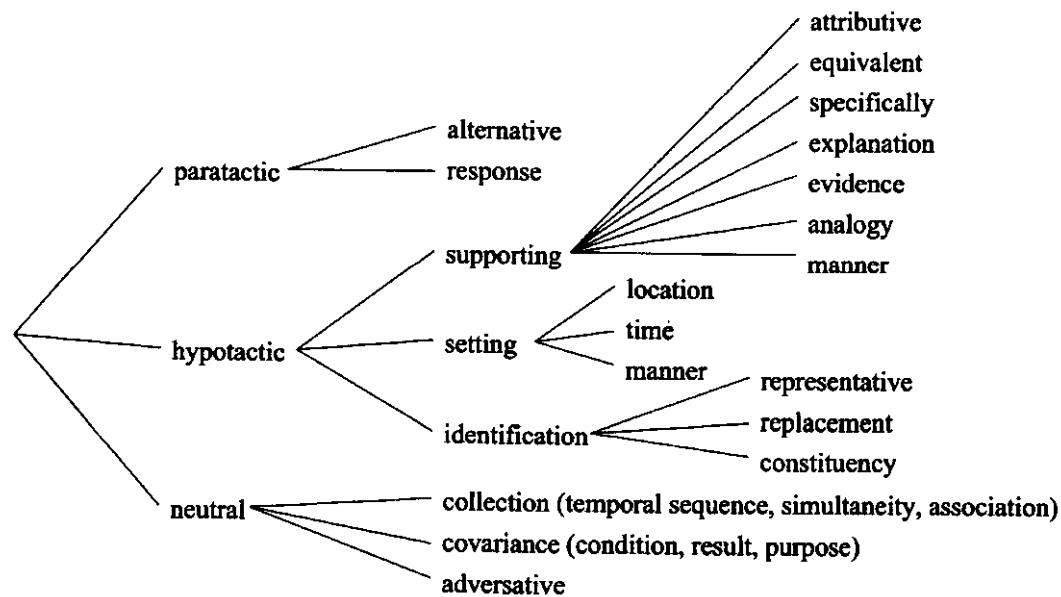 attributive
equivalent
specifically
explanation
evidence
analogy
manner
alternative
response
paratactic
supporting
location
time
manner
setting
hypotactic
representative
replacement
constituency
identification
neutral
collection (temporal sequence, simultaneity, association)
covariance (condition, result, purpose)
adversative